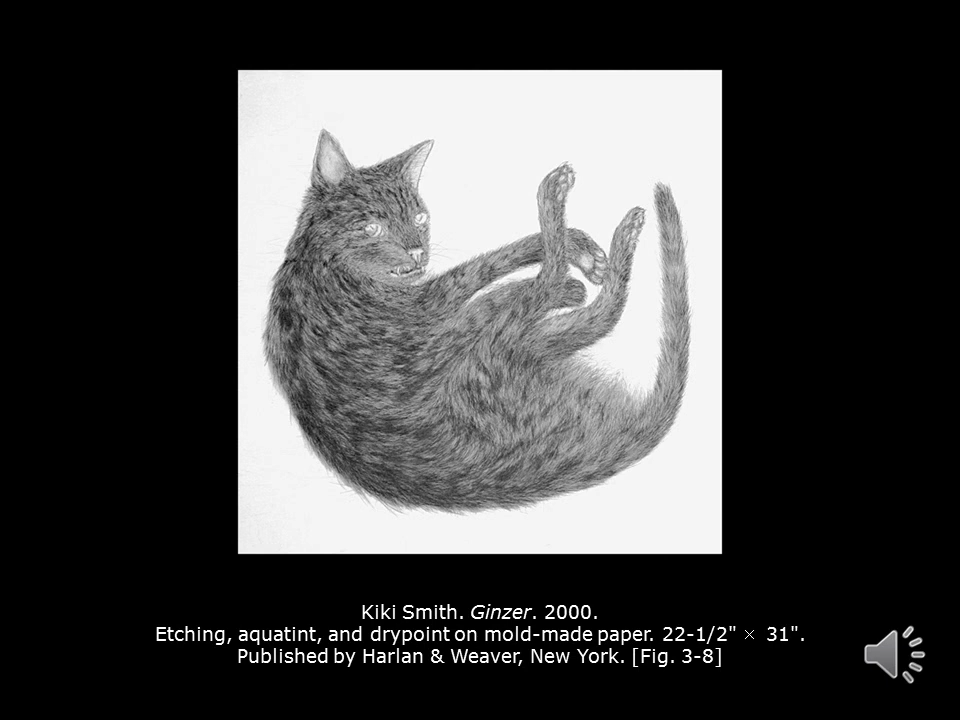 Kiki Smith. Ginzer. 2000.
Etching, aquatint, and drypoint on mold-made paper. 22-1/2" × 31".
Published by Harlan & Weaver, New York. [Fig. 3-8]